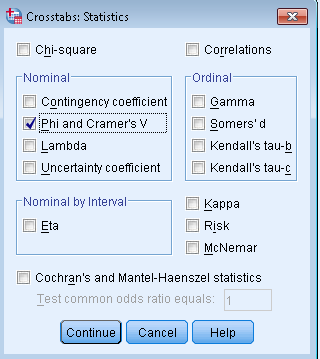 Crosstabs: Statistics
Chi-square
Correlations
Nominal
Contingency coefficient
Phi and Cramer's V
Lambda
Uncertainty coefficient
Ordinal
Gamma
Somers' d
Kendall's tau-b
Kendall's tau-c
Nominal by Interval
Eta
Kappa
Risk
McNemar
Cochran's and Mantel-Haenszel statistics
Test common odds ratio equals: 1
Continue Cancel Help